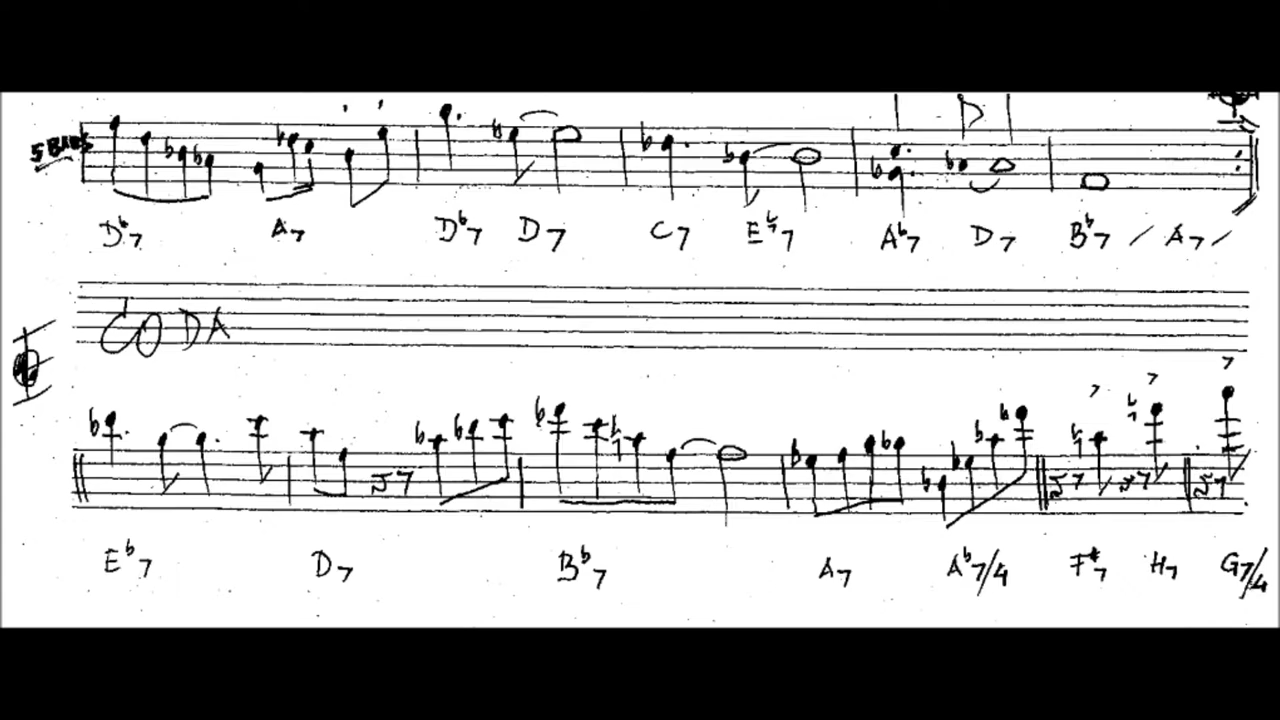 5 BARS
D
D♭7 A7 D♭7 D7 C7 E♭7 A♭7 D7 B♭7 / A7 /
CODA
E♭7 D7 B♭7 A7 A♭7/4 F#7 H7 G7/4